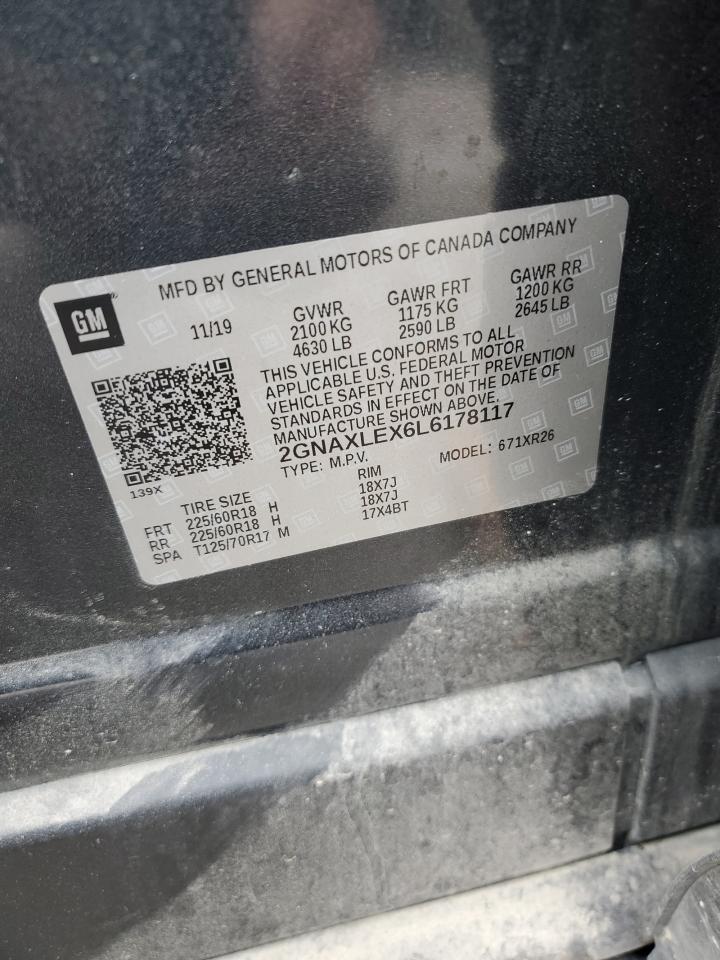 MFD BY GENERAL MOTORS OF CANADA COMPANY
GM
11/19
GVWR
2100 KG
4630 LB
GAWR FRT
1175 KG
2590 LB
GAWR RR
1200 KG
2645 LB
THIS VEHICLE CONFORMS TO ALL
APPLICABLE U.S. FEDERAL MOTOR
VEHICLE SAFETY AND THEFT PREVENTION
STANDARDS IN EFFECT ON THE DATE OF
MANUFACTURE SHOWN ABOVE.
2GNAXLEX6L6178117
TYPE: M.P.V. MODEL: 671XR26
139X
TIRE SIZE RIM
FRT 225/60R18 H 18X7J
RR 225/60R18 H 18X7J
SPA T125/70R17 M 17X4BT